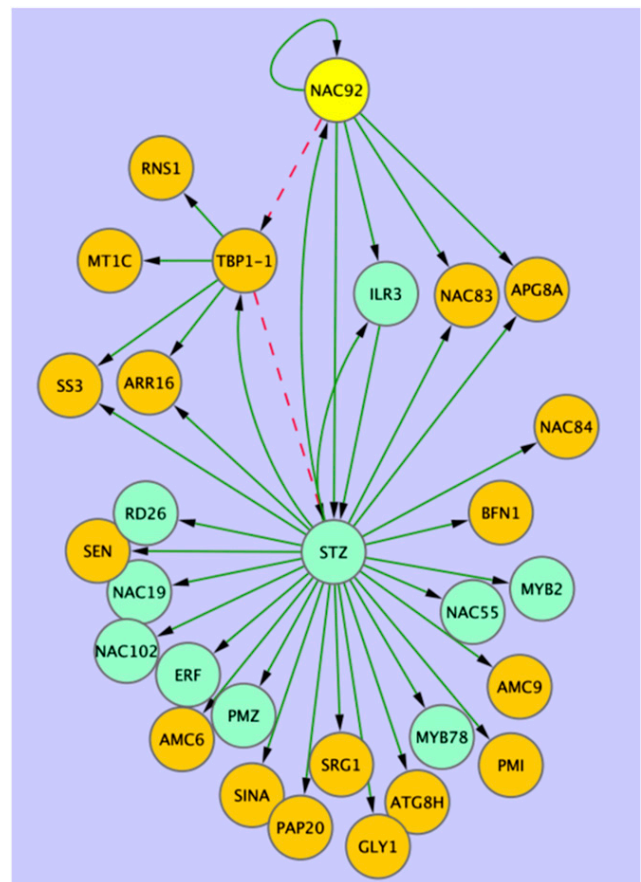 NAC92
RNS1
MT1C
TBP1-1
ILR3
NAC83
APG8A
SS3
ARR16
NAC84
RD26
BFN1
SEN
STZ
NAC19
MYB2
NAC55
NAC102
ERF
AMC9
PMZ
AMC6
MYB78
SRG1
PMI
SINA
ATG8H
PAP20
GLY1